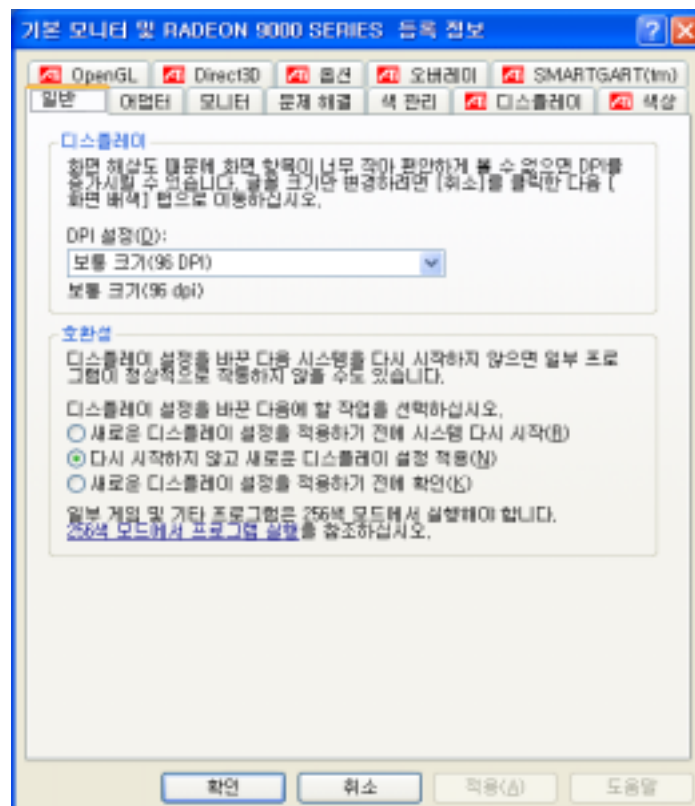 기본 모니터 및 RADEON 9000 SERIES 등록 정보
OpenGL Direct3D 옵션 오버레이 SMARTGART(tm)
일반 어댑터 모니터 문제 해결 색 관리 디스플레이 색상
디스플레이
화면 해상도 때문에 화면 항목이 너무 작아 편안하게 볼 수 없으면 DPI를
증가시킬 수 있습니다. 글꼴 크기만 변경하려면 [취소]를 클릭한 다음 [
화면 배색] 탭으로 이동하십시오.
DPI 설정(D):
보통 크기(96 DPI)
보통 크기(96 dpi)
호환성
디스플레이 설정을 바꾼 다음 시스템을 다시 시작하지 않으면 일부 프로
그램이 정상적으로 작동하지 않을 수도 있습니다.
디스플레이 설정을 바꾼 다음에 할 작업을 선택하십시오.
새로운 디스플레이 설정을 적용하기 전에 시스템 다시 시작(R)
다시 시작하지 않고 새로운 디스플레이 설정 적용(N)
새로운 디스플레이 설정을 적용하기 전에 확인(K)
일부 게임 및 기타 프로그램은 256색 모드에서 실행해야 합니다.
256색 모드에서 프로그램 실행을 참조하십시오.
확인 취소 적용(A) 도움말